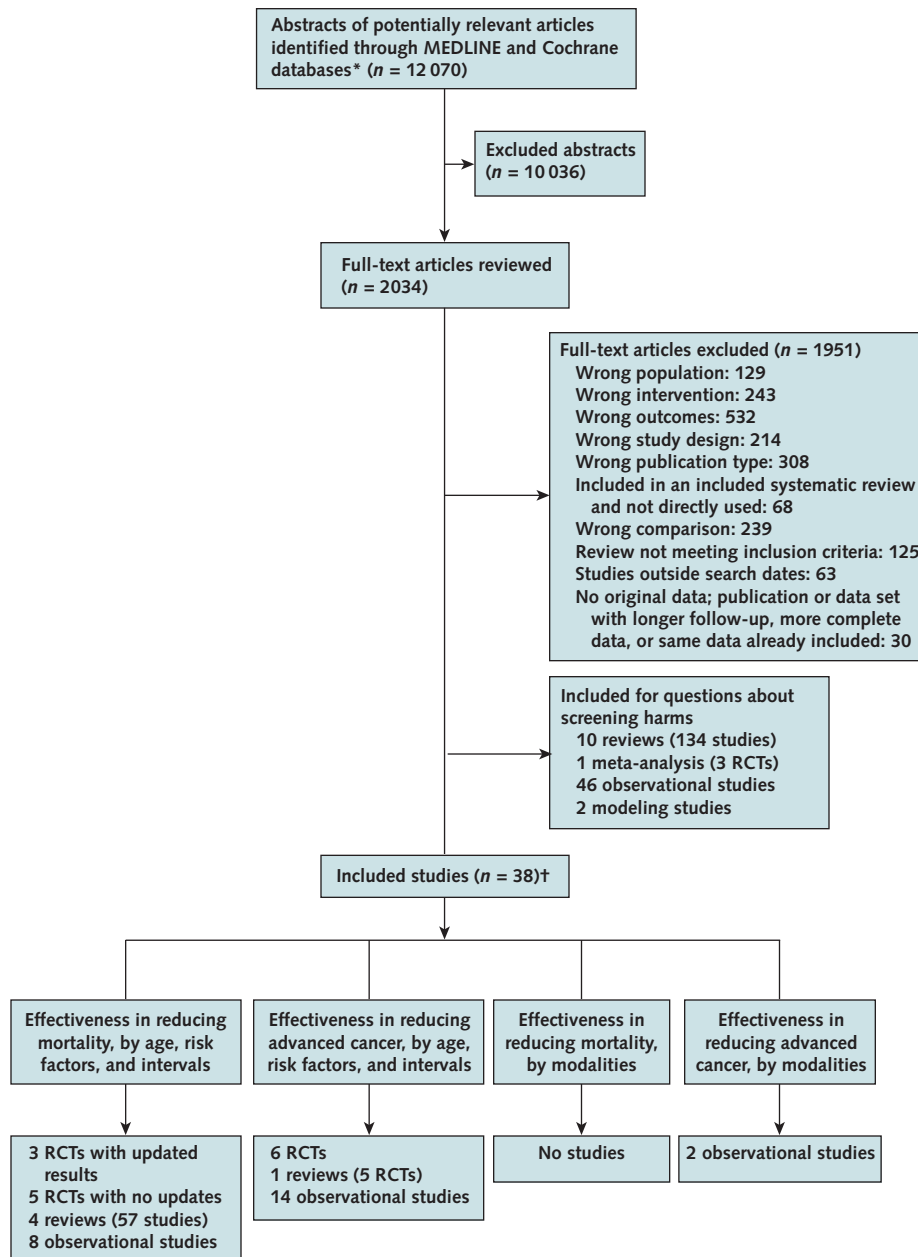 Abstracts of potentially relevant articles
identified through MEDLINE and Cochrane
databases* (n = 12 070)
Excluded abstracts
(n = 10 036)
Full-text articles reviewed
(n = 2034)
Full-text articles excluded (n = 1951)
Wrong population: 129
Wrong intervention: 243
Wrong outcomes: 532
Wrong study design: 214
Wrong publication type: 308
Included in an included systematic review
and not directly used: 68
Wrong comparison: 239
Review not meeting inclusion criteria: 125
Studies outside search dates: 63
No original data; publication or data set
with longer follow-up, more complete
data, or same data already included: 30
Included for questions about
screening harms
10 reviews (134 studies)
1 meta-analysis (3 RCTs)
46 observational studies
2 modeling studies
Included studies (n = 38)†
Effectiveness in reducing
mortality, by age, risk
factors, and intervals
Effectiveness in reducing
advanced cancer, by age,
risk factors, and intervals
Effectiveness in
reducing mortality,
by modalities
Effectiveness in
reducing advanced
cancer, by modalities
3 RCTs with updated
results
5 RCTs with no updates
4 reviews (57 studies)
8 observational studies
6 RCTs
1 reviews (5 RCTs)
14 observational studies
No studies
2 observational studies